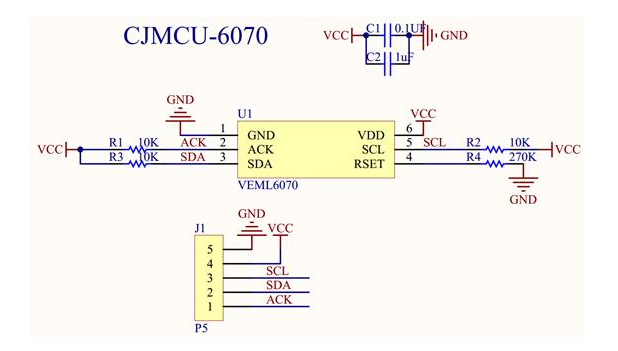 CJMCU-6070
C1 0.1UF
VCC GND
C2 1uF
GND
U1
VCC
1 GND VDD 6
VCC R1 10K ACK 2 ACK SCL 5 SCL R2 10K VCC
R3 10K SDA 3 SDA RSET 4 R4 270K
VEML6070
GND
GND
VCC
J1
5
4
3 SCL
2 SDA
1 ACK
P5